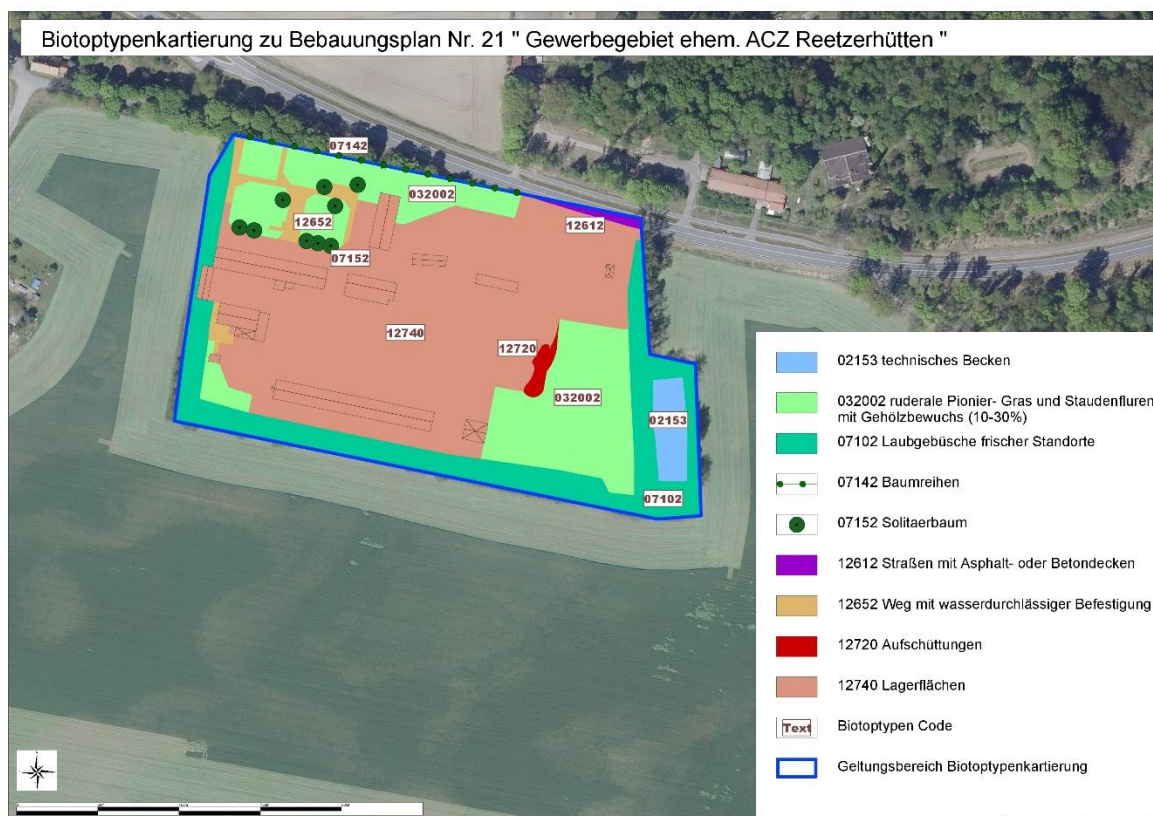 Biotoptypenkartierung zu Bebauungsplan Nr. 21 " Gewerbegebiet ehem. ACZ Reetzerhütten "
07142
032002
12652
12612
07152
12740
12720
032002
02153
07102
02153 technisches Becken
032002 ruderale Pionier- Gras und Staudenfluren
mit Gehölzbewuchs (10-30%)
07102 Laubgebüsche frischer Standorte
07142 Baumreihen
07152 Solitaerbaum
12612 Straßen mit Asphalt- oder Betondecken
12652 Weg mit wasserdurchlässiger Befestigung
12720 Aufschüttungen
12740 Lagerflächen
Text Biotoptypen Code
Geltungsbereich Biotoptypenkartierung